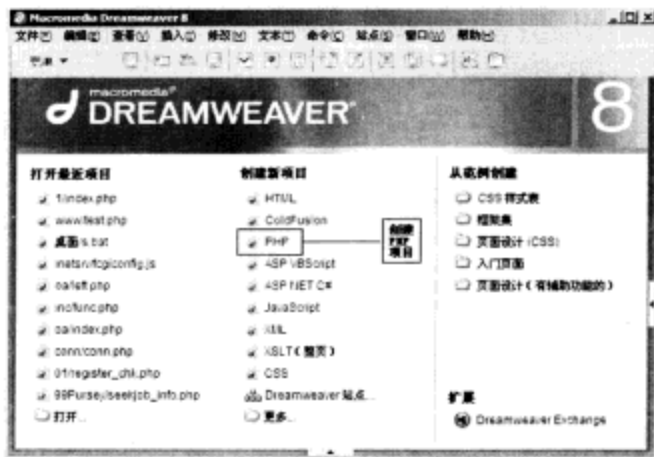 Macromedia Dreamweaver 8
文件(F) 编辑(E) 查看(V) 插入(I) 修改(M) 文本(T) 命令(C) 站点(S) 窗口(W) 帮助(H)
常用
macromedia®
DREAMWEAVER® 8
打开最近项目
1/index.php
www/test.php
桌面/s.bat
inetsrv/fcgiconfig.js
oa/left.php
inc/func.php
oa/index.php
conn/conn.php
01/register_chk.php
打开...
创建新项目
HTML
ColdFusion
PHP
ASP VBScript
ASP.NET C#
JavaScript
XML
XSLT（整页）
CSS
Dreamweaver 站点...
更多...
创建
PHP
项目
从范例创建
CSS 样式表
框架集
页面设计 (CSS)
入门页面
页面设计（有辅助功能的）
扩展
Dreamweaver Exchange